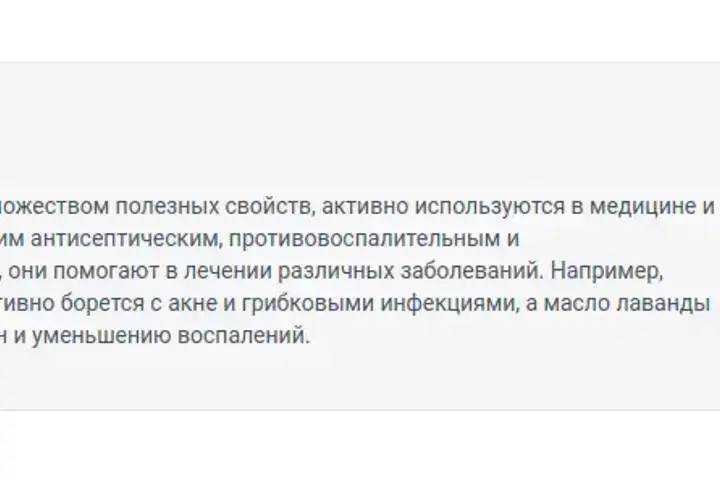 ножеством полезных свойств, активно используются в медицине и
им антисептическим, противовоспалительным и
, они помогают в лечении различных заболеваний. Например,
тивно борется с акне и грибковыми инфекциями, а масло лаванды
н и уменьшению воспалений.